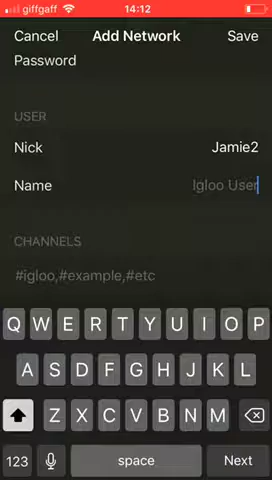 giffgaff 14:12
Cancel Add Network Save
Password
USER
Nick Jamie2
Name Igloo User
CHANNELS
#igloo,#example,#etc
Q W E R T Y U I O P
A S D F G H J K L
Z X C V B N M
123 space Next